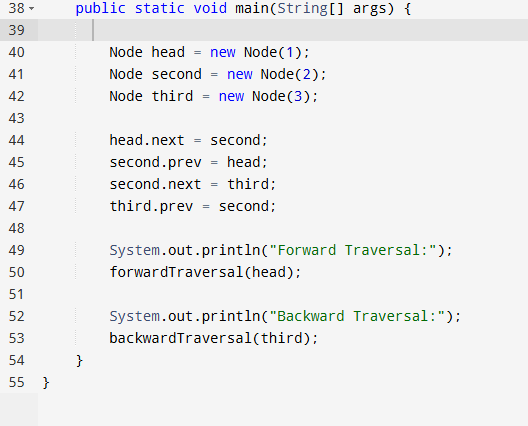 38 public static void main(String[] args) {
39
40 Node head = new Node(1);
41 Node second = new Node(2);
42 Node third = new Node(3);
43
44 head.next = second;
45 second.prev = head;
46 second.next = third;
47 third.prev = second;
48
49 System.out.println("Forward Traversal:");
50 forwardTraversal(head);
51
52 System.out.println("Backward Traversal:");
53 backwardTraversal(third);
54 }
55 }